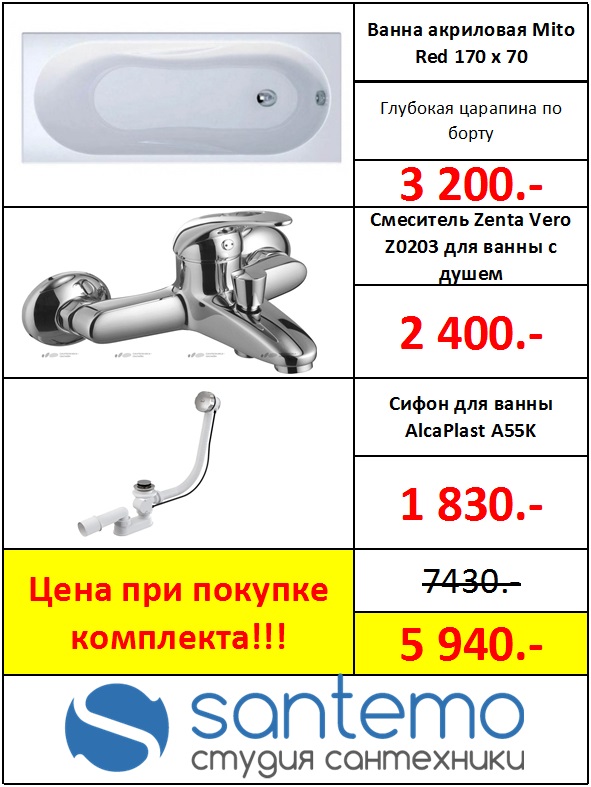 Ванна акриловая Mito
Red 170 x 70
Глубокая царапина по
борту
3 200.-
Смеситель Zenta Vero
Z0203 для ванны с
душем
2 400.-
Сифон для ванны
AlcaPlast A55K
1 830.-
Цена при покупке
комплекта!!!
7430.-
5 940.-
santemo
студия сантехники